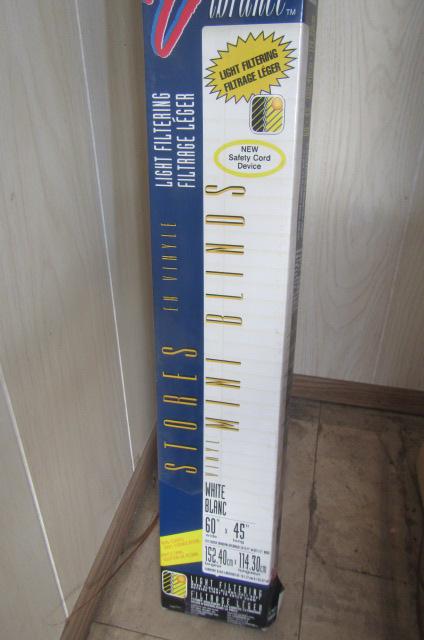 Vibrance TM
LIGHT FILTERING
FILTRAGE LÉGER
LIGHT FILTERING
FILTRAGE LÉGER
NEW
Safety Cord
Device
STORES EN VINYLE
VINYL MINI BLINDS
WHITE
BLANC
60" x 45"
152.40cm x 114.30cm
LIGHT FILTERING
FILTRAGE LÉGER